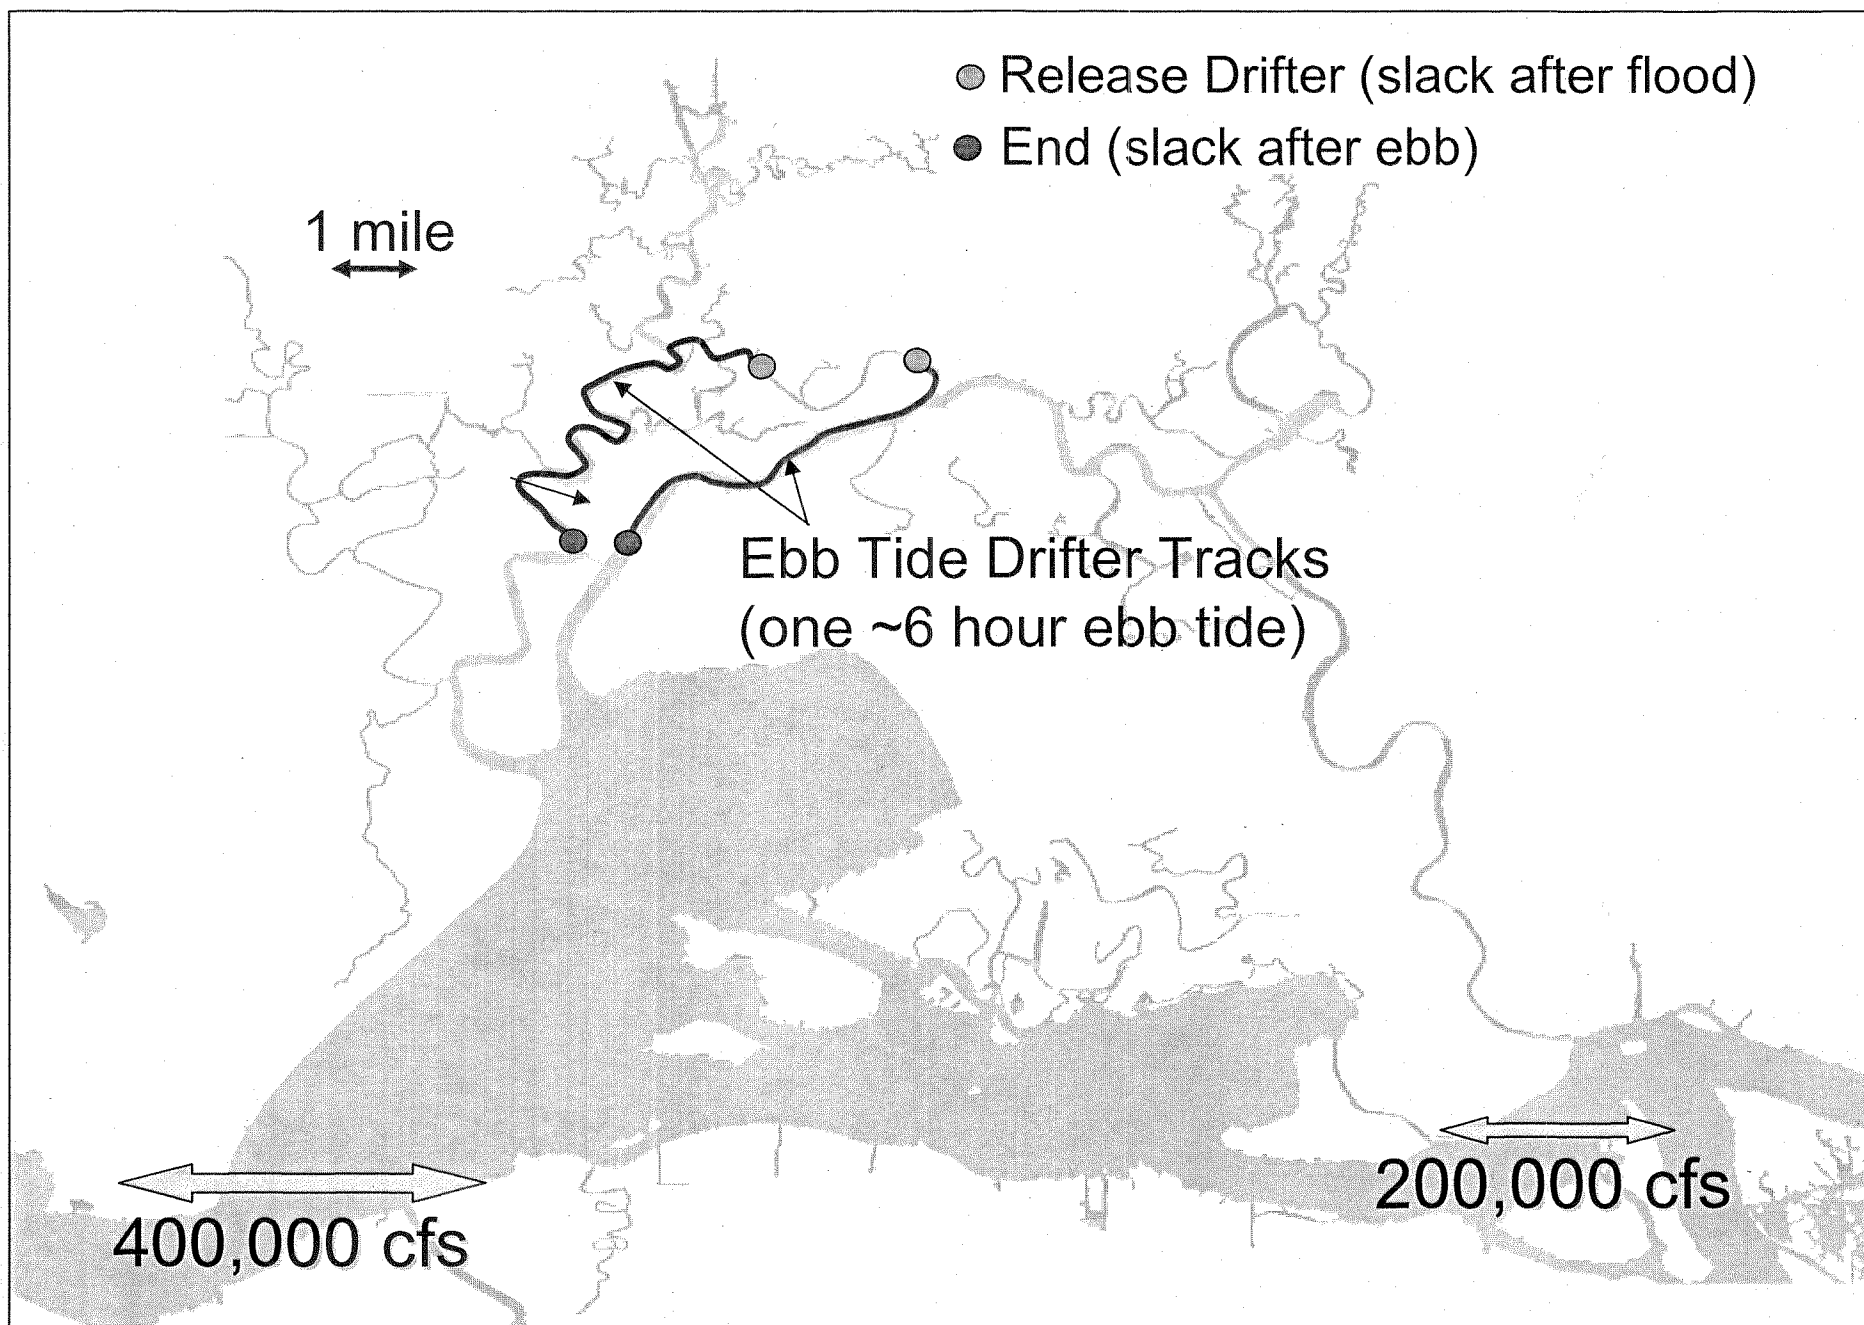 Release Drifter (slack after flood)
End (slack after ebb)
1 mile
Ebb Tide Drifter Tracks
(one ~6 hour ebb tide)
200,000 cfs
400,000 cfs